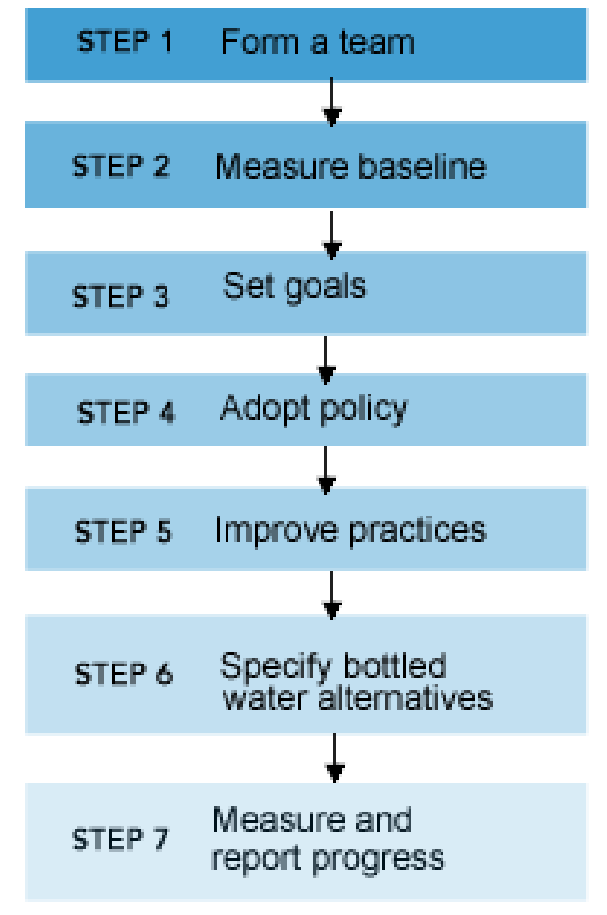 STEP 1 Form a team
STEP 2 Measure baseline
STEP 3 Set goals
STEP 4 Adopt policy
STEP 5 Improve practices
STEP 6 Specify bottled
water alternatives
STEP 7 Measure and
report progress